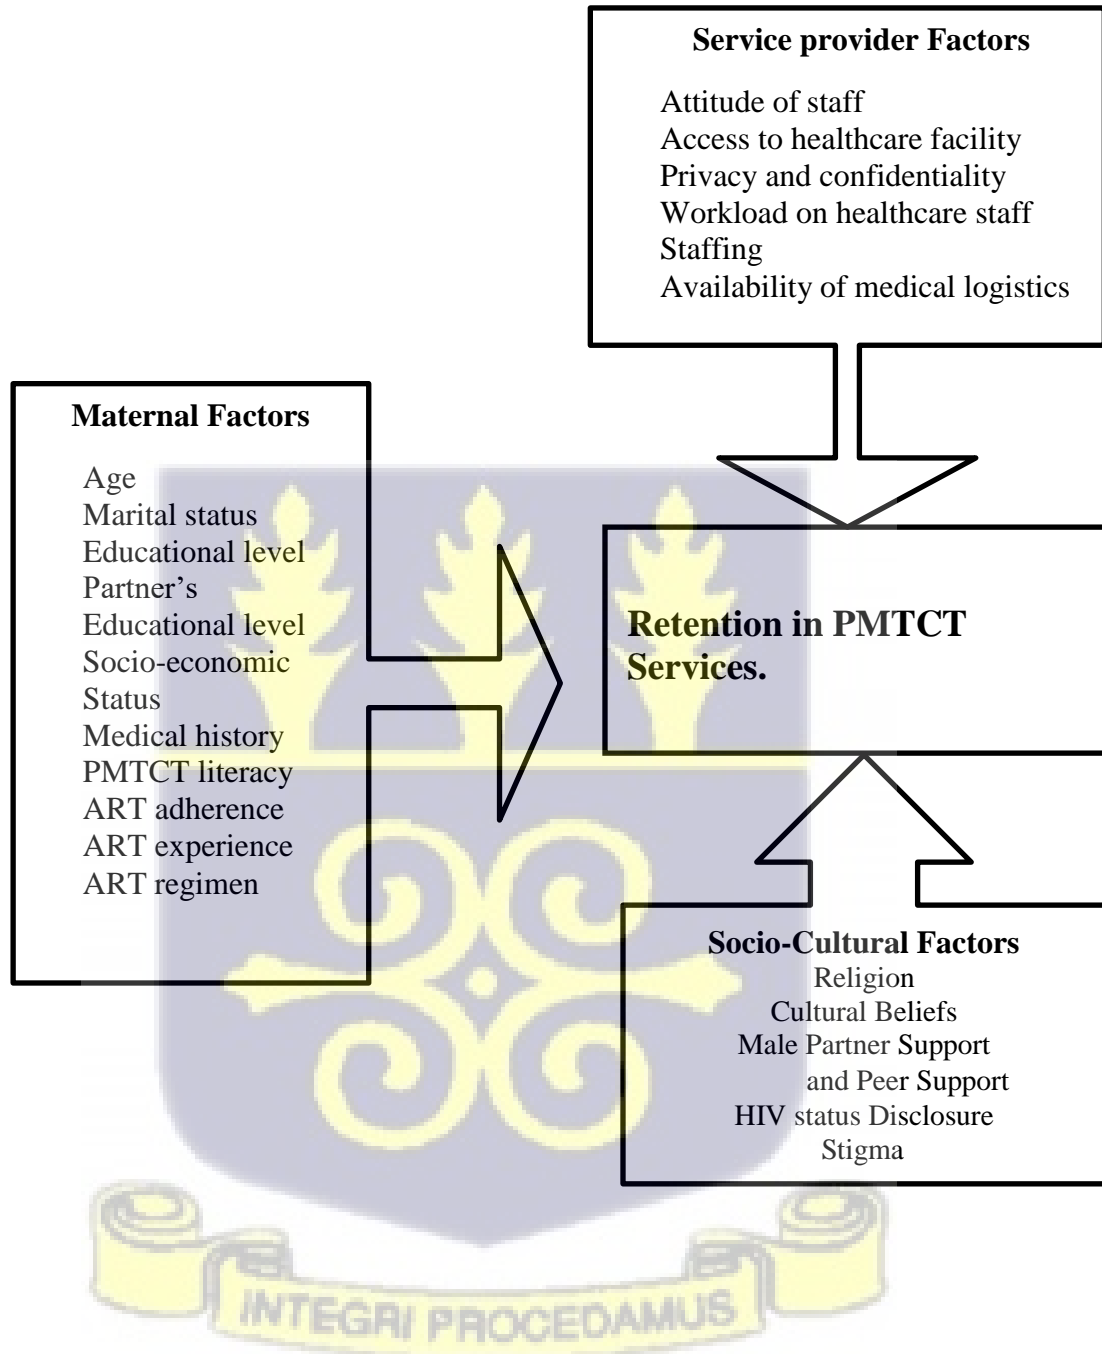 Service provider Factors
Attitude of staff
Access to healthcare facility
Privacy and confidentiality
Workload on healthcare staff
Staffing
Availability of medical logistics
Maternal Factors
Age
Marital status
Educational level
Partner’s
Educational level
Socio-economic
Status
Medical history
PMTCT literacy
ART adherence
ART experience
ART regimen
Retention in PMTCT
Services.
Socio-Cultural Factors
Religion
Cultural Beliefs
Male Partner Support
and Peer Support
HIV status Disclosure
Stigma
INTEGRI PROCEDAMUS